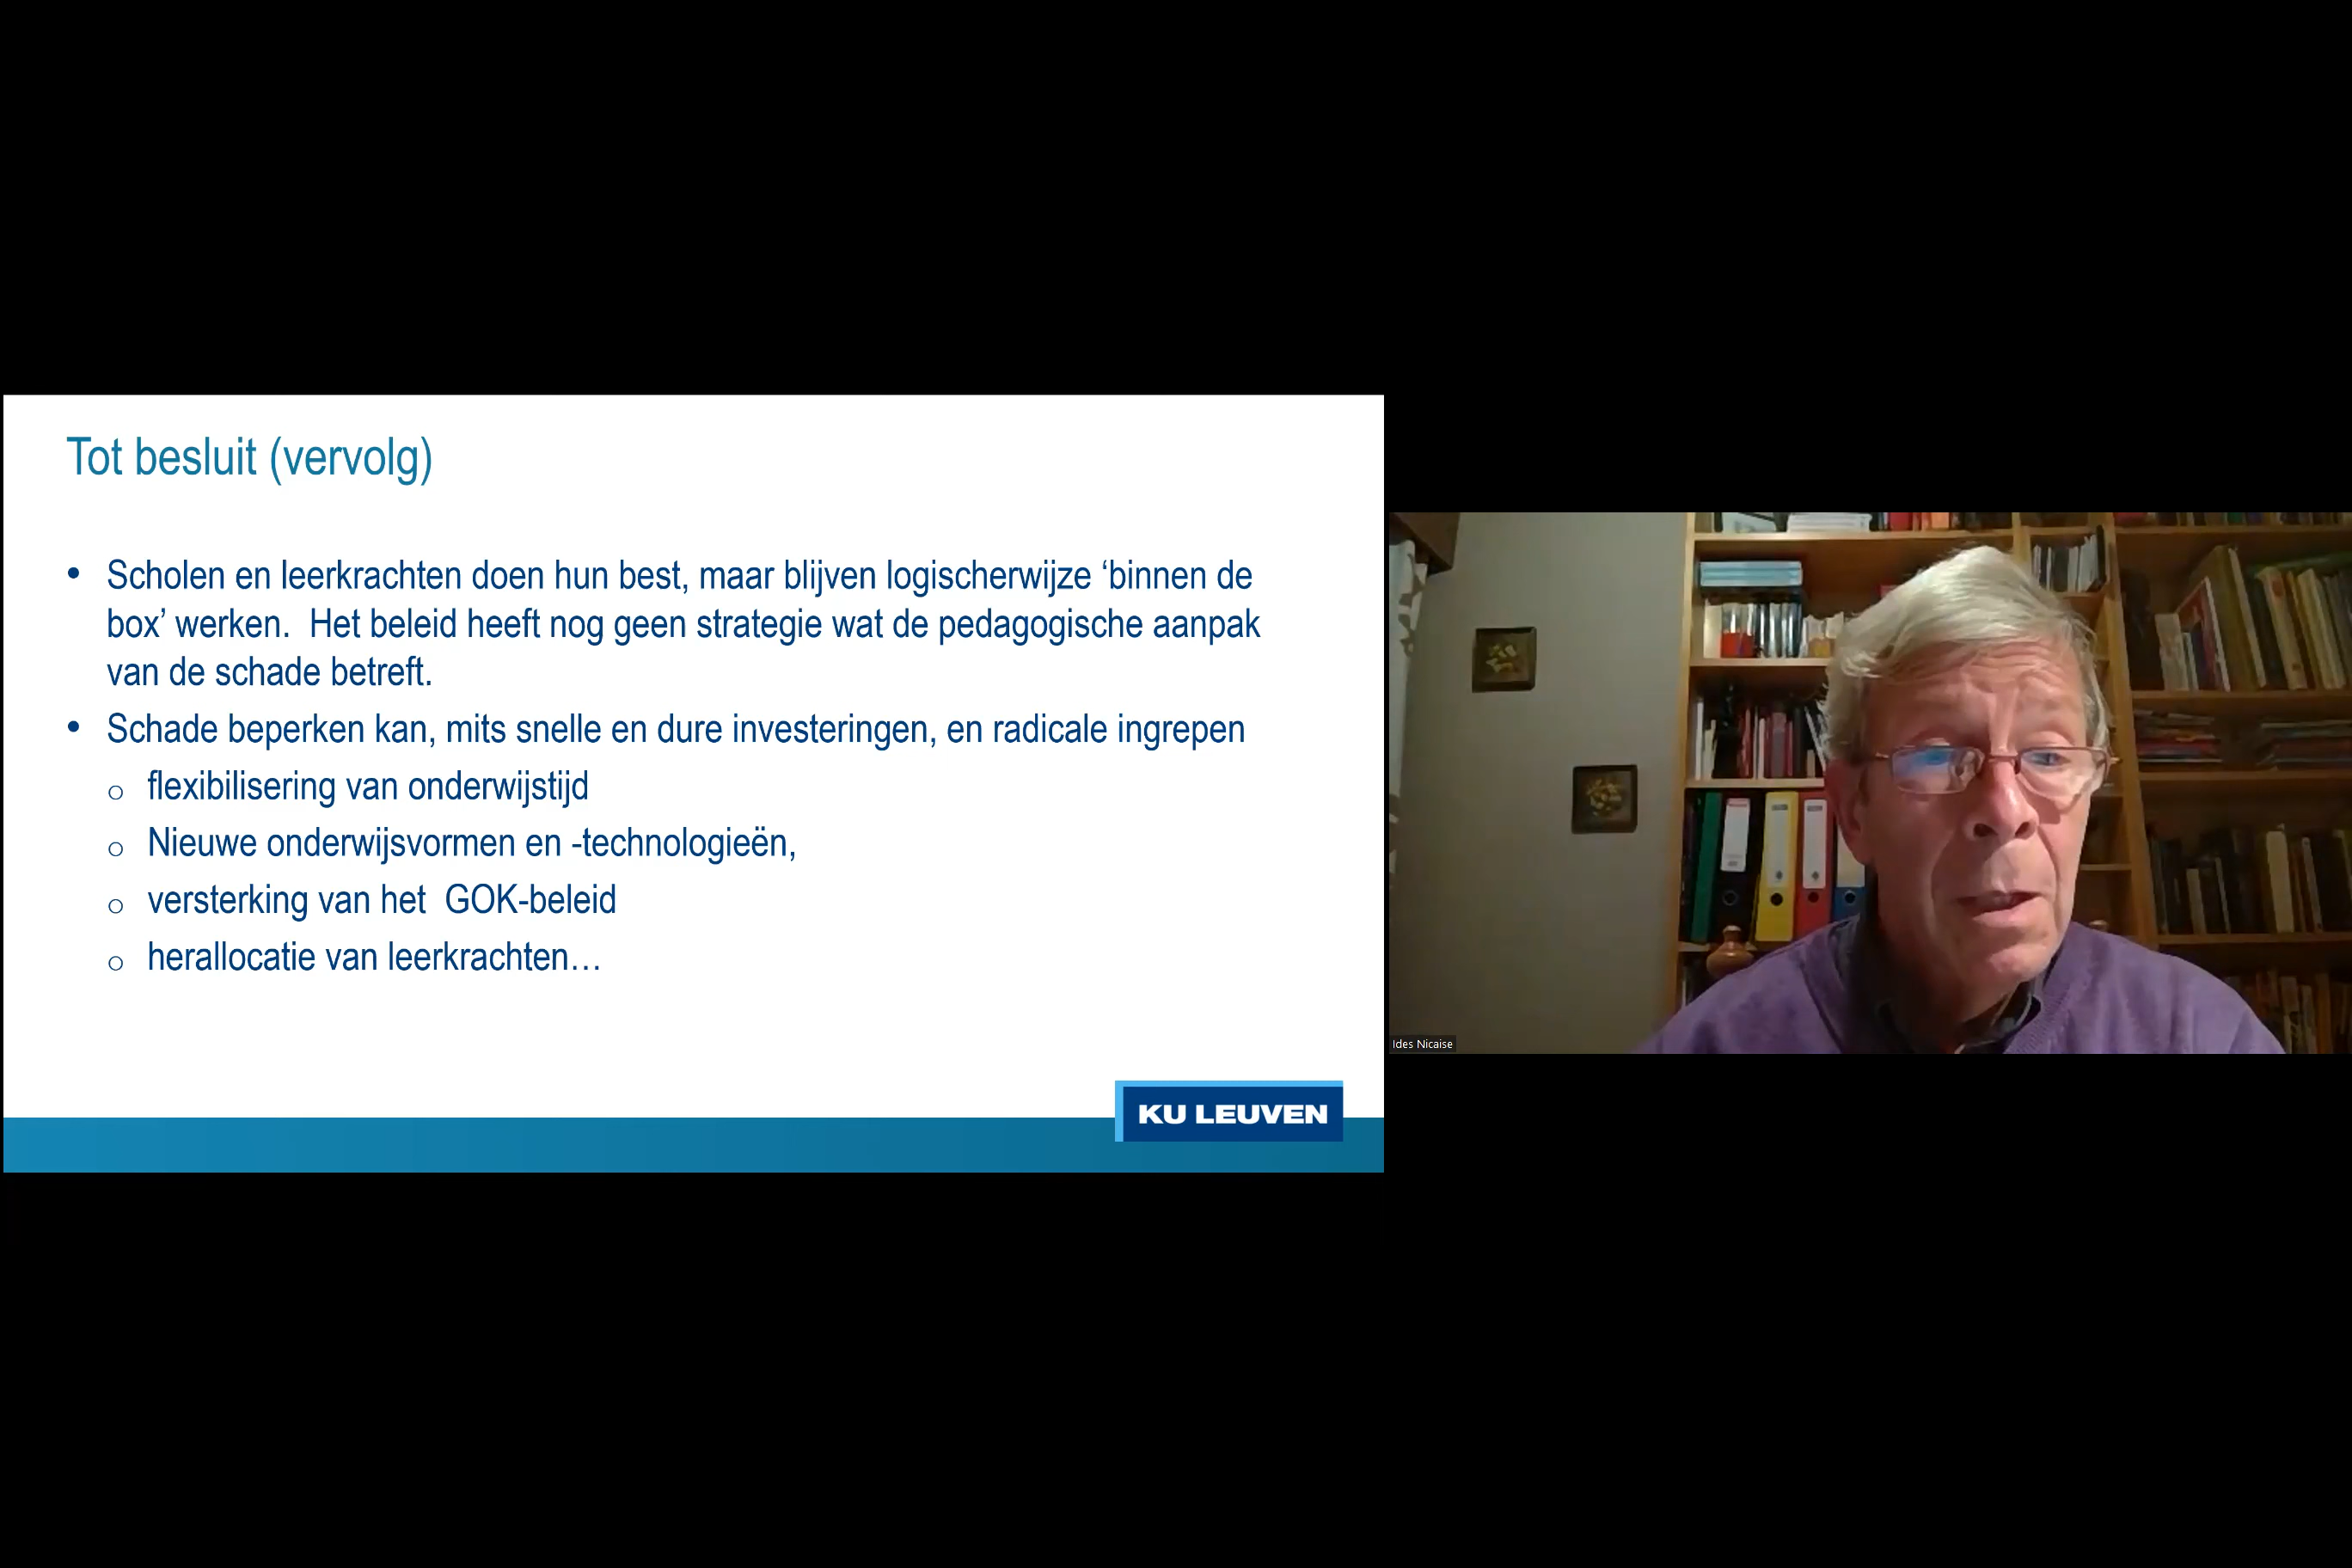 Tot besluit (vervolg)
• Scholen en leerkrachten doen hun best, maar blijven logischerwijze ‘binnen de
box’ werken.  Het beleid heeft nog geen strategie wat de pedagogische aanpak
van de schade betreft.
• Schade beperken kan, mits snelle en dure investeringen, en radicale ingrepen
o flexibilisering van onderwijstijd
o Nieuwe onderwijsvormen en -technologieën,
o versterking van het  GOK-beleid
o herallocatie van leerkrachten…
KU LEUVEN
Ides Nicaise